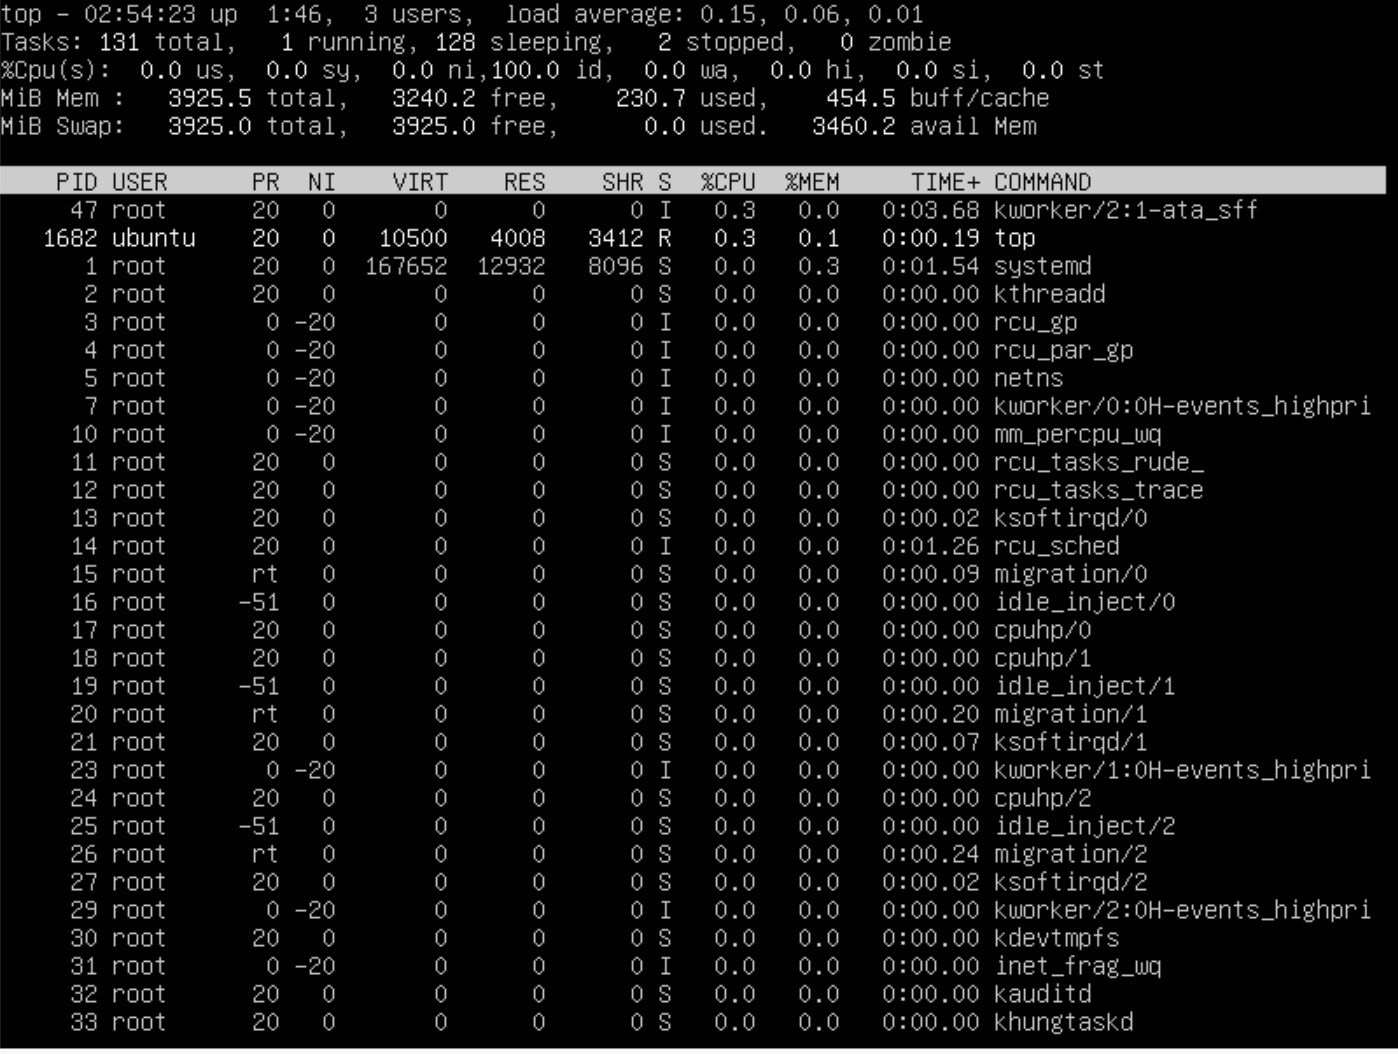 top - 02:54:23 up  1:46,  3 users,  load average: 0.15, 0.06, 0.01
Tasks: 131 total,   1 running, 128 sleeping,   2 stopped,   0 zombie
%Cpu(s):  0.0 us,  0.0 sy,  0.0 ni,100.0 id,  0.0 wa,  0.0 hi,  0.0 si,  0.0 st
MiB Mem :   3925.5 total,   3240.2 free,    230.7 used,    454.5 buff/cache
MiB Swap:   3925.0 total,   3925.0 free,      0.0 used.   3460.2 avail Mem
    PID USER      PR  NI    VIRT    RES    SHR S  %CPU  %MEM     TIME+ COMMAND
     47 root      20   0       0      0      0 I   0.3   0.0   0:03.68 kworker/2:1-ata_sff
   1682 ubuntu    20   0   10500   4008   3412 R   0.3   0.1   0:00.19 top
      1 root      20   0  167652  12932   8096 S   0.0   0.3   0:01.54 systemd
      2 root      20   0       0      0      0 S   0.0   0.0   0:00.00 kthreadd
      3 root       0 -20       0      0      0 I   0.0   0.0   0:00.00 rcu_gp
      4 root       0 -20       0      0      0 I   0.0   0.0   0:00.00 rcu_par_gp
      5 root       0 -20       0      0      0 I   0.0   0.0   0:00.00 netns
      7 root       0 -20       0      0      0 I   0.0   0.0   0:00.00 kworker/0:0H-events_highpri
     10 root       0 -20       0      0      0 I   0.0   0.0   0:00.00 mm_percpu_wq
     11 root      20   0       0      0      0 S   0.0   0.0   0:00.00 rcu_tasks_rude_
     12 root      20   0       0      0      0 S   0.0   0.0   0:00.00 rcu_tasks_trace
     13 root      20   0       0      0      0 S   0.0   0.0   0:00.02 ksoftirqd/0
     14 root      20   0       0      0      0 I   0.0   0.0   0:01.26 rcu_sched
     15 root      rt   0       0      0      0 S   0.0   0.0   0:00.09 migration/0
     16 root     -51   0       0      0      0 S   0.0   0.0   0:00.00 idle_inject/0
     17 root      20   0       0      0      0 S   0.0   0.0   0:00.00 cpuhp/0
     18 root      20   0       0      0      0 S   0.0   0.0   0:00.00 cpuhp/1
     19 root     -51   0       0      0      0 S   0.0   0.0   0:00.00 idle_inject/1
     20 root      rt   0       0      0      0 S   0.0   0.0   0:00.20 migration/1
     21 root      20   0       0      0      0 S   0.0   0.0   0:00.07 ksoftirqd/1
     23 root       0 -20       0      0      0 I   0.0   0.0   0:00.00 kworker/1:0H-events_highpri
     24 root      20   0       0      0      0 S   0.0   0.0   0:00.00 cpuhp/2
     25 root     -51   0       0      0      0 S   0.0   0.0   0:00.00 idle_inject/2
     26 root      rt   0       0      0      0 S   0.0   0.0   0:00.24 migration/2
     27 root      20   0       0      0      0 S   0.0   0.0   0:00.02 ksoftirqd/2
     29 root       0 -20       0      0      0 I   0.0   0.0   0:00.00 kworker/2:0H-events_highpri
     30 root      20   0       0      0      0 S   0.0   0.0   0:00.00 kdevtmpfs
     31 root       0 -20       0      0      0 I   0.0   0.0   0:00.00 inet_frag_wq
     32 root      20   0       0      0      0 S   0.0   0.0   0:00.00 kauditd
     33 root      20   0       0      0      0 S   0.0   0.0   0:00.00 khungtaskd